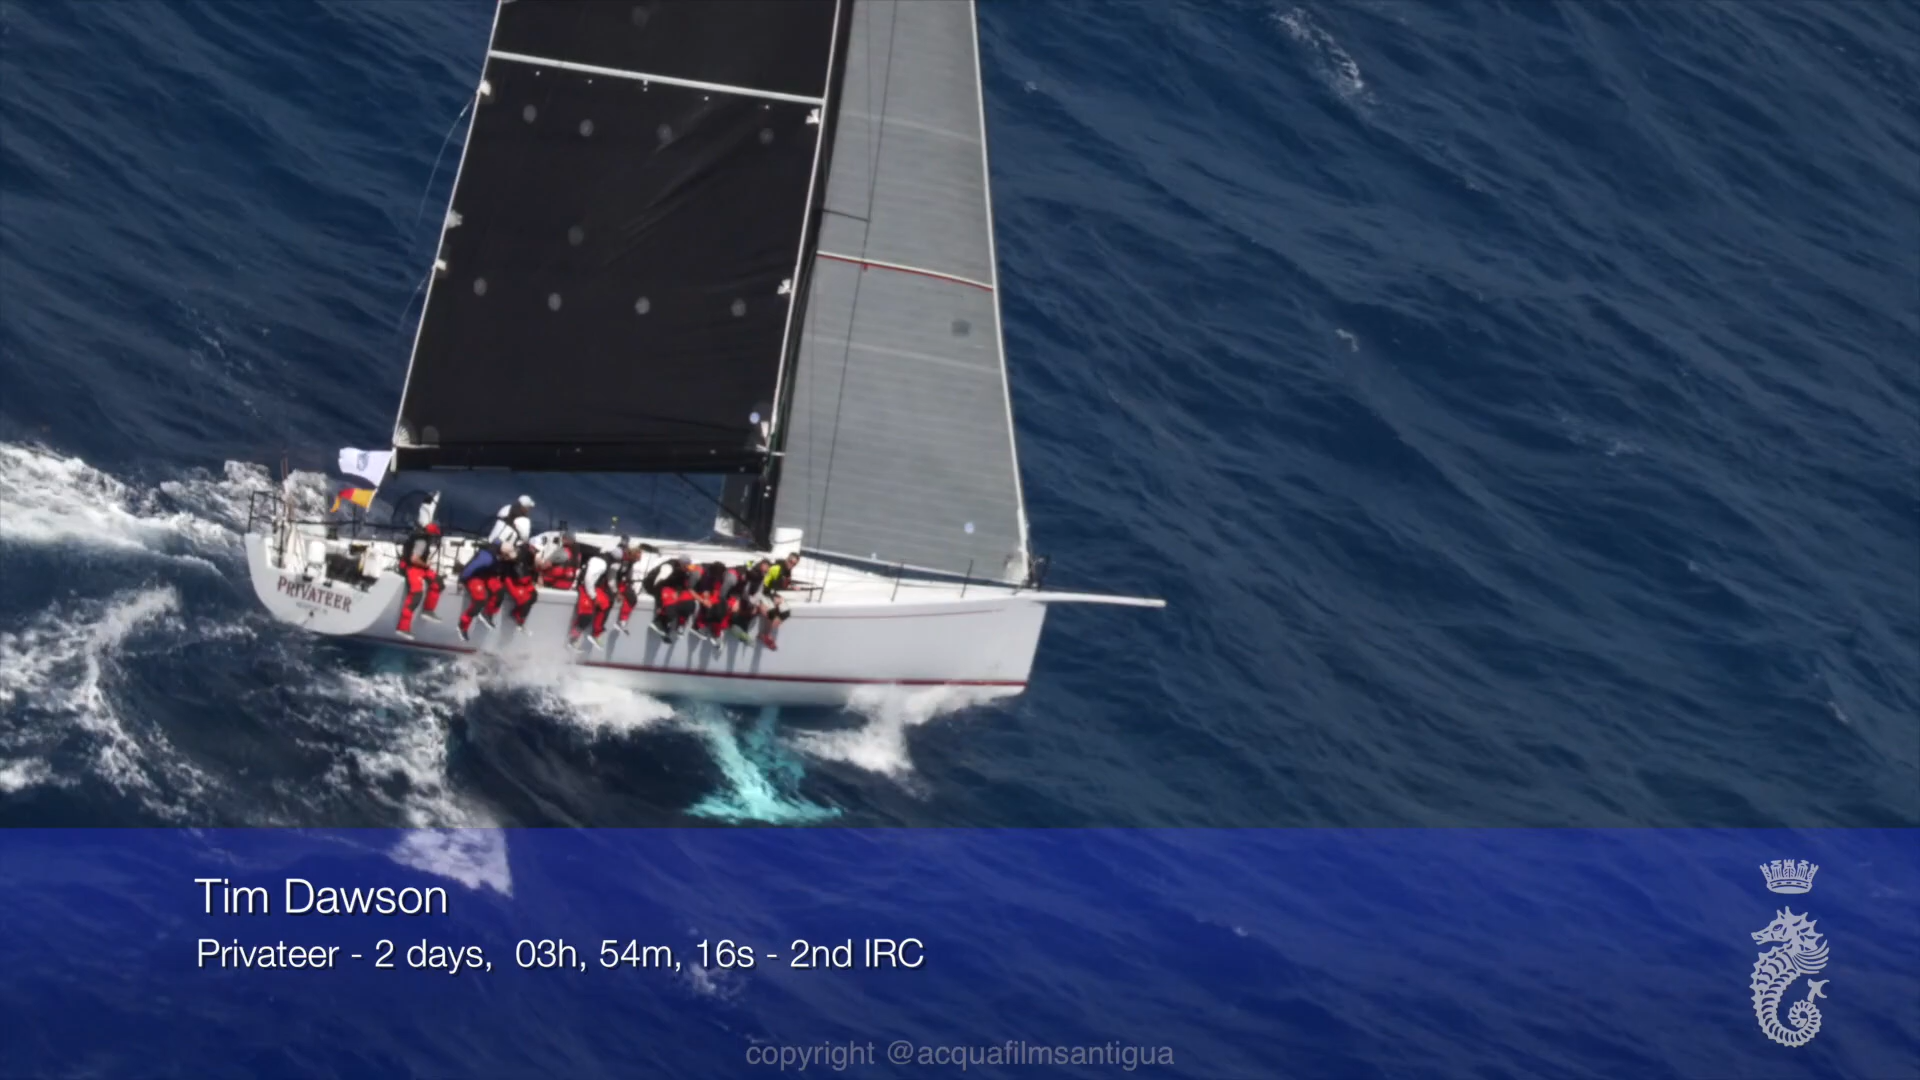 PRIVATEER
Tim Dawson
Privateer - 2 days, 03h, 54m, 16s - 2nd IRC
copyright @acquafilmsantigua